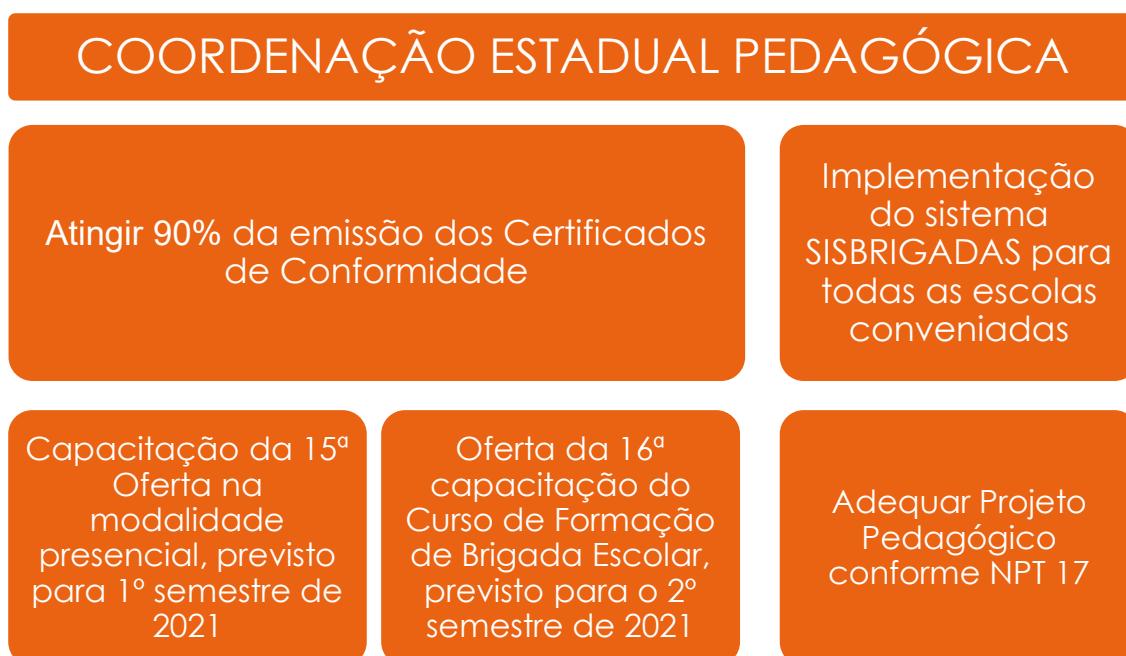 COORDENAÇÃO ESTADUAL PEDAGÓGICA
Atingir 90% da emissão dos Certificados
de Conformidade
Implementação
do sistema
SISBRIGADAS para
todas as escolas
conveniadas
Capacitação da 15ª
Oferta na
modalidade
presencial, previsto
para 1º semestre de
2021
Oferta da 16ª
capacitação do
Curso de Formação
de Brigada Escolar,
previsto para o 2º
semestre de 2021
Adequar Projeto
Pedagógico
conforme NPT 17